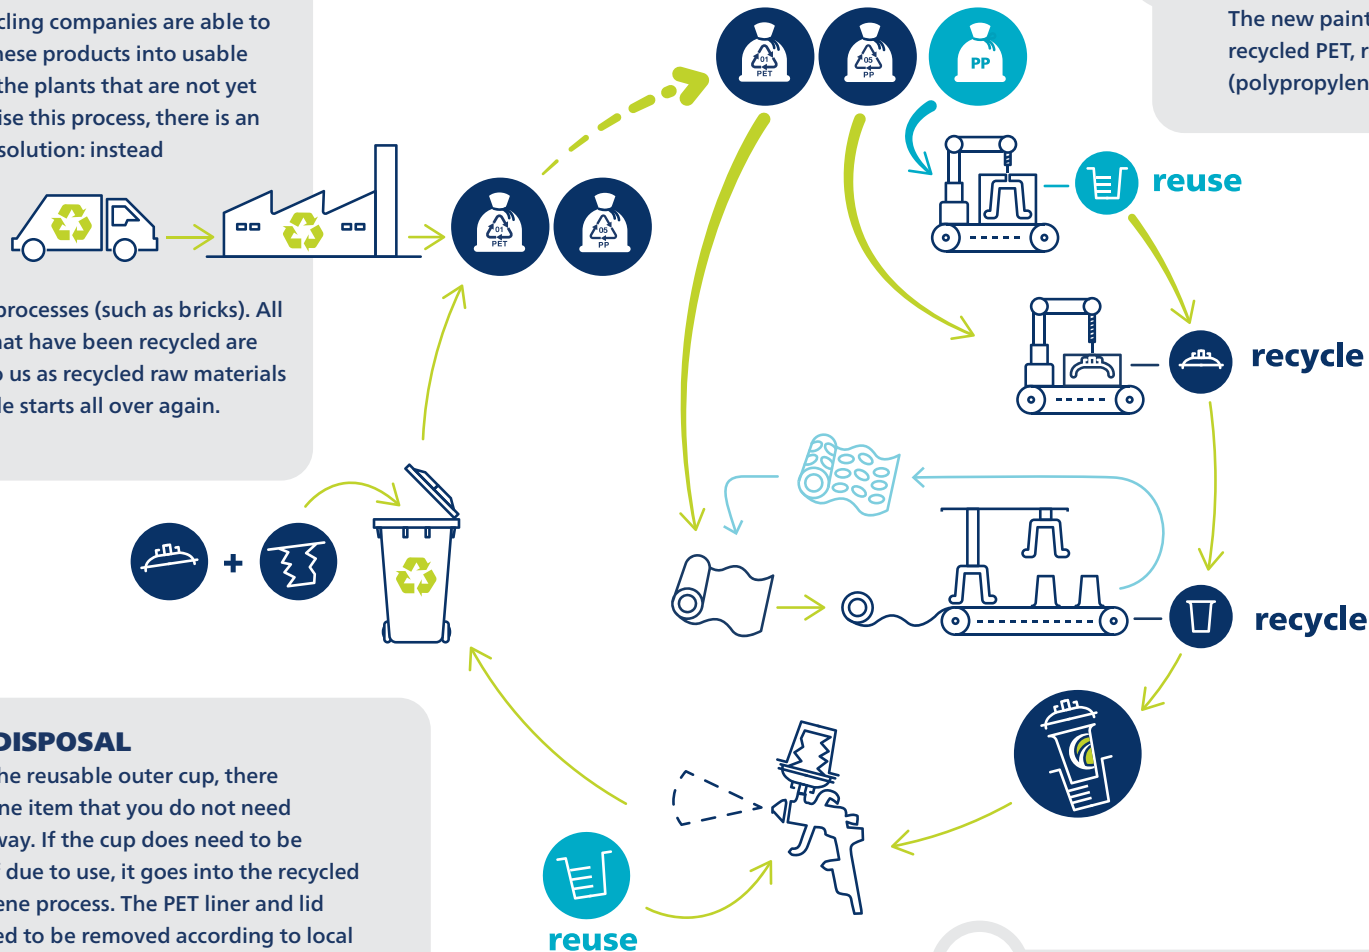 cling companies are able to
hese products into usable
the plants that are not yet
ise this process, there is an
solution: instead
processes (such as bricks). All
hat have been recycled are
o us as recycled raw materials
le starts all over again.
01
PET
05
PP
PP
The new paint
recycled PET, r
(polypropylen
01
PET
05
PP
reuse
recycle
+
recycle
DISPOSAL
he reusable outer cup, there
ne item that you do not need
way. If the cup does need to be
f due to use, it goes into the recycled
ene process. The PET liner and lid
ed to be removed according to local
reuse